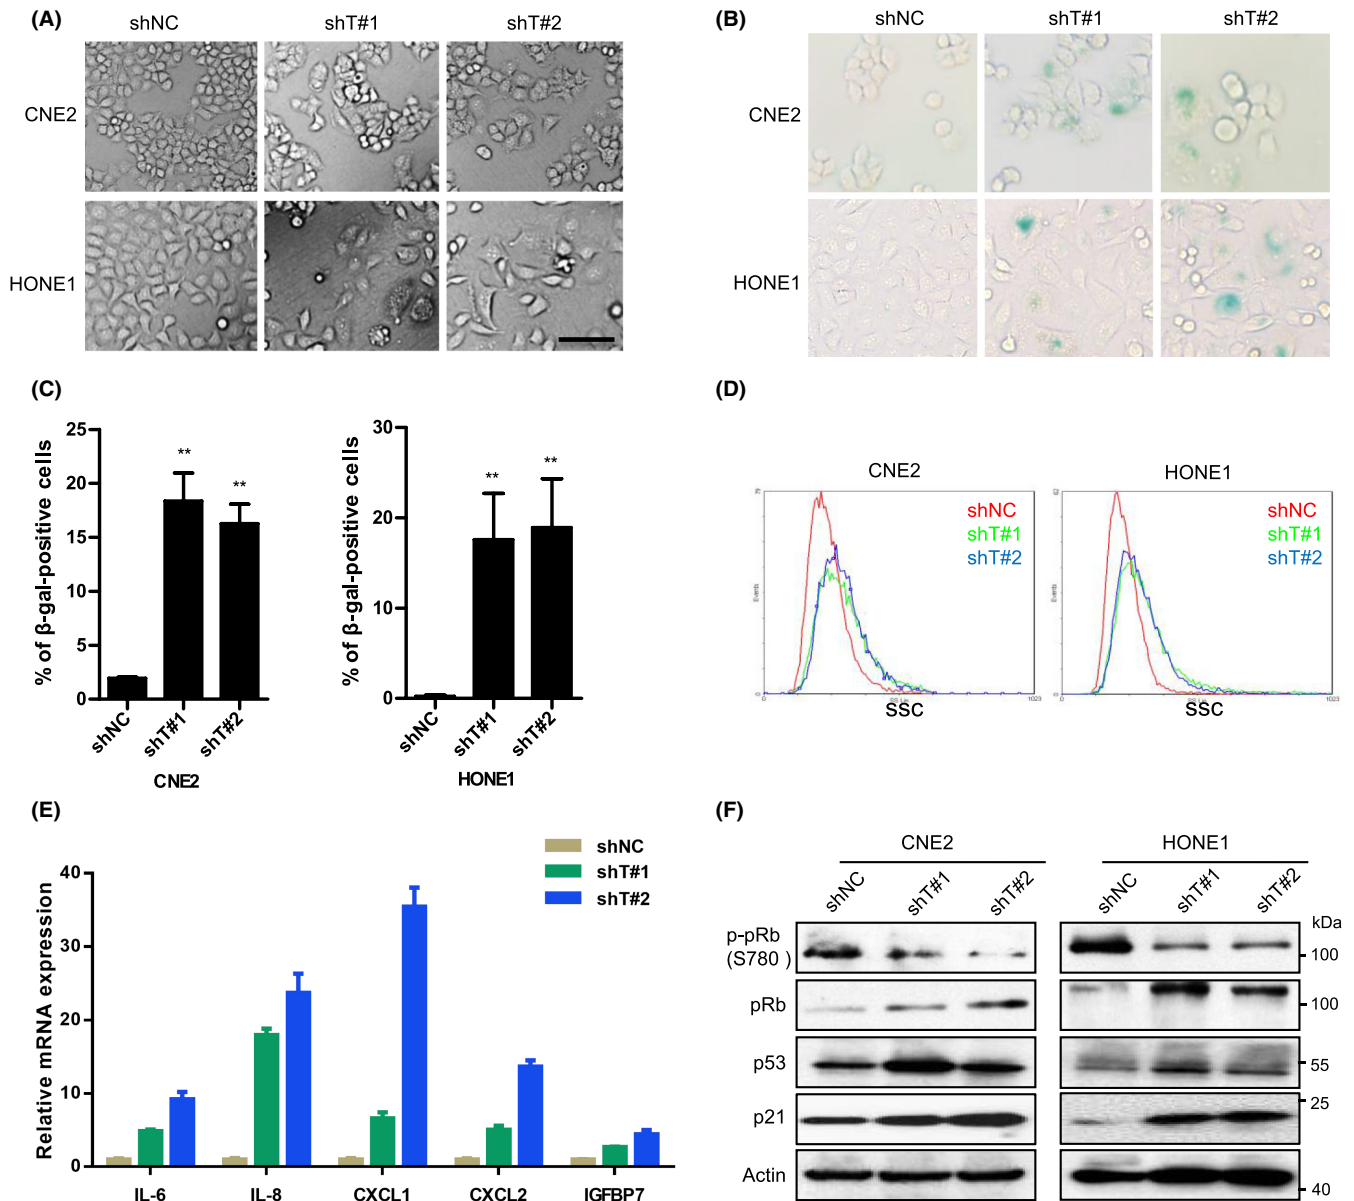 (A)
shNC shT#1 shT#2
CNE2
HONE1
(B)
shNC shT#1 shT#2
CNE2
HONE1
(C)
% of β-gal-positive cells
25
20
15
10
5
0
** **
shNC shT#1 shT#2
CNE2
% of β-gal-positive cells
30
20
10
0
** **
shNC shT#1 shT#2
HONE1
(D)
CNE2
shNC
shT#1
shT#2
Events
1023
SSC
HONE1
shNC
shT#1
shT#2
Events
1023
SSC
(E)
shNC
shT#1
shT#2
Relative mRNA expression
40
30
20
10
0
IL-6 IL-8 CXCL1 CXCL2 IGFBP7
(F)
CNE2 HONE1
shNC shT#1 shT#2 shNC shT#1 shT#2
kDa
p-pRb
(S780 ) 100
pRb 100
p53 55
p21 25
Actin 40